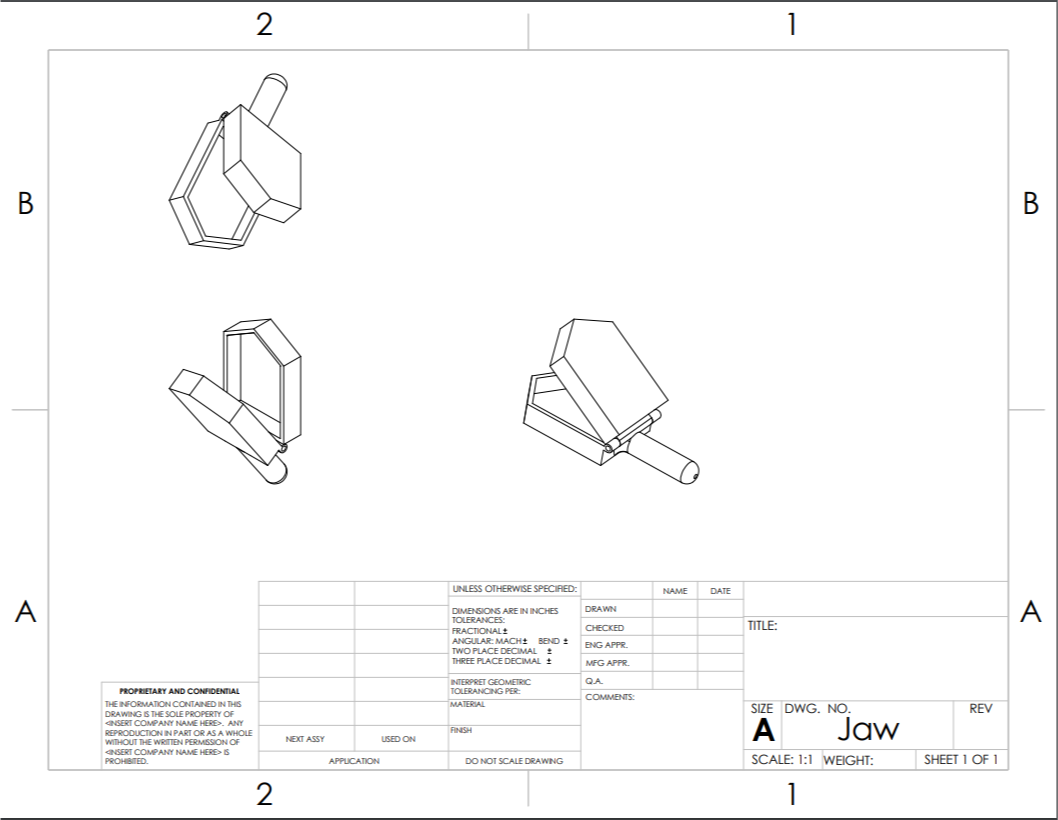 2 1
B B
A A
UNLESS OTHERWISE SPECIFIED:
DIMENSIONS ARE IN INCHES
TOLERANCES:
FRACTIONAL±
ANGULAR: MACH± BEND ±
TWO PLACE DECIMAL ±
THREE PLACE DECIMAL ±
INTERPRET GEOMETRIC
TOLERANCING PER:
MATERIAL
FINISH
DO NOT SCALE DRAWING
NAME DATE
DRAWN
CHECKED
ENG APPR.
MFG APPR.
Q.A.
COMMENTS:
TITLE:
SIZE DWG. NO. REV
A Jaw
SCALE: 1:1 WEIGHT: SHEET 1 OF 1
PROPRIETARY AND CONFIDENTIAL
THE INFORMATION CONTAINED IN THIS
DRAWING IS THE SOLE PROPERTY OF
<INSERT COMPANY NAME HERE>. ANY
REPRODUCTION IN PART OR AS A WHOLE
WITHOUT THE WRITTEN PERMISSION OF
<INSERT COMPANY NAME HERE> IS
PROHIBITED.
NEXT ASSY USED ON
APPLICATION
2 1